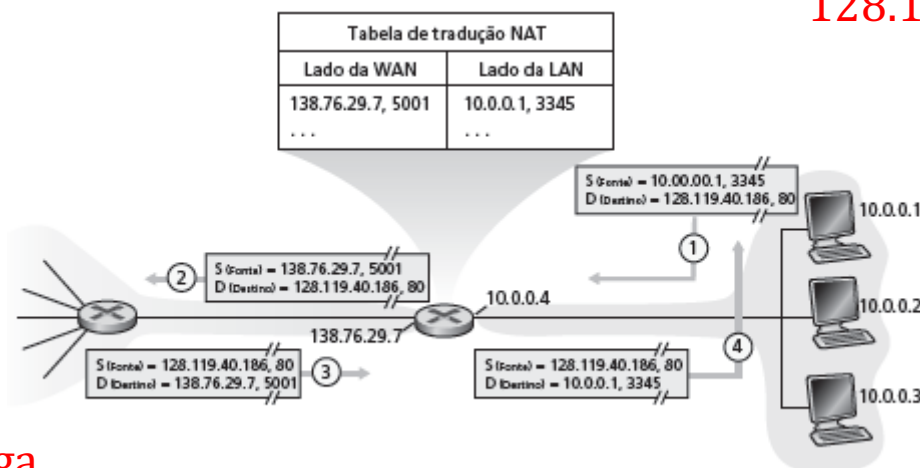 128.1
Tabela de tradução NAT
Lado da WAN
Lado da LAN
138.76.29.7, 5001
10.0.0.1, 3345
. . .
. . .
S (Fonte) = 10.00.00.1, 3345
D (Destino) = 128.119.40.186, 80
10.0.0.1
1
2
S (Fonte) = 138.76.29.7, 5001
D (Destino) = 128.119.40.186, 80
10.0.0.4
10.0.0.2
138.76.29.7
4
S (Fonte) = 128.119.40.186, 80
D (Destino) = 138.76.29.7, 5001
3
S (Fonte) = 128.119.40.186, 80
D (Destino) = 10.0.0.1, 3345
10.0.0.3
ga